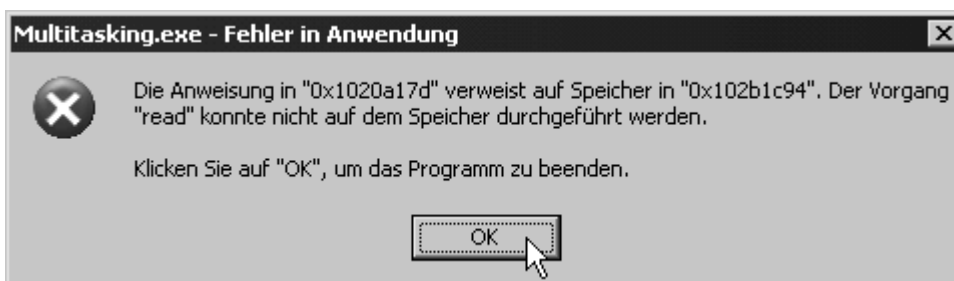 Multitasking.exe - Fehler in Anwendung
Die Anweisung in "0x1020a17d" verweist auf Speicher in "0x102b1c94". Der Vorgang
"read" konnte nicht auf dem Speicher durchgeführt werden.
Klicken Sie auf "OK", um das Programm zu beenden.
OK